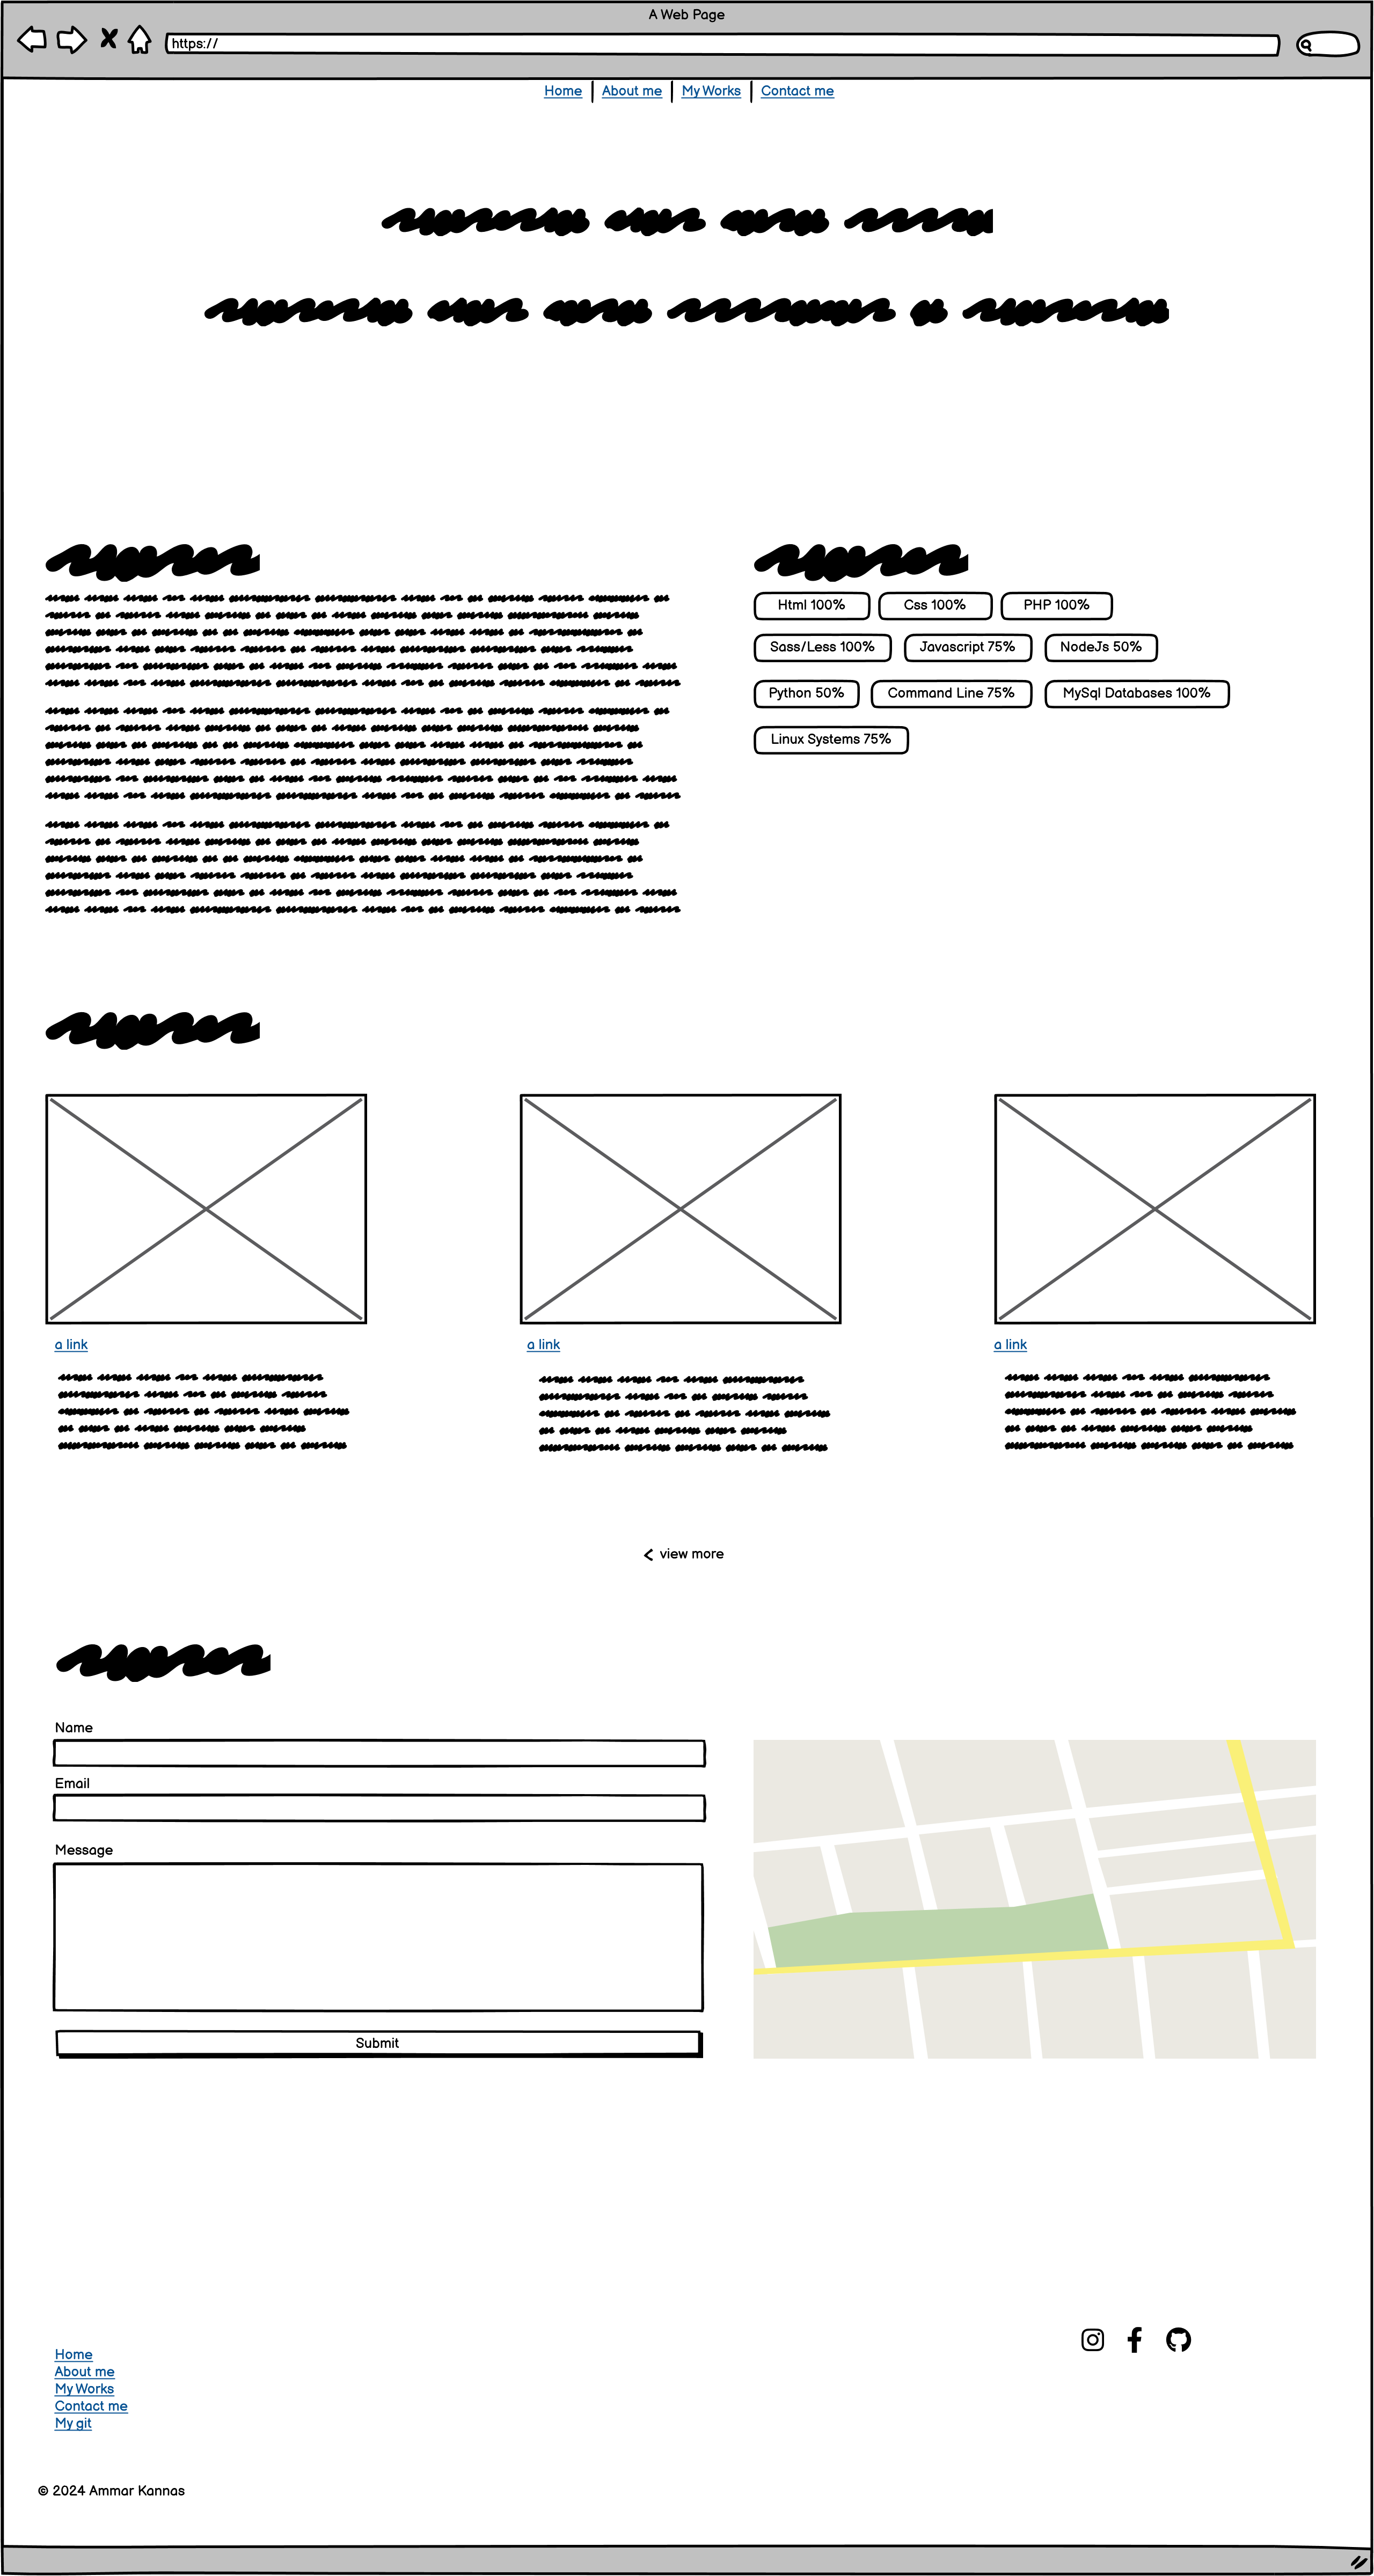 A Web Page
https://
Home About me My Works Contact me
Html 100% Css 100% PHP 100%
Sass/Less 100% Javascript 75% NodeJs 50%
Python 50% Command Line 75% MySql Databases 100%
Linux Systems 75%
a link a link a link
view more
Name
Email
Message
Submit
Home
About me
My Works
Contact me
My git
© 2024 Ammar Kannas